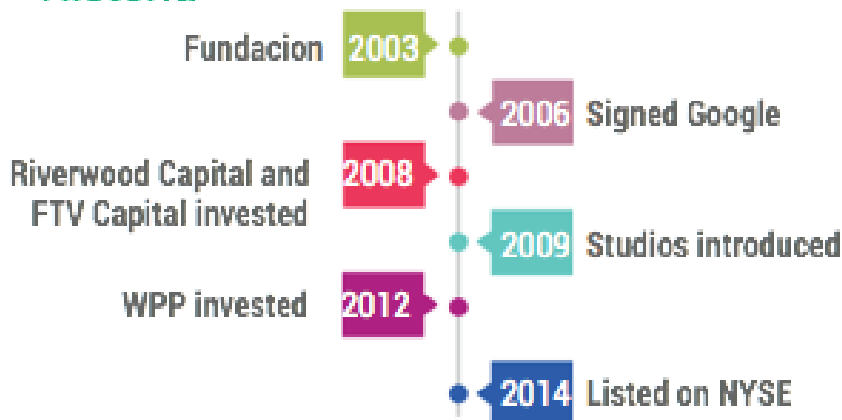 Fundacion 2003
2006 Signed Google
Riverwood Capital and
FTV Capital invested
2008
2009 Studios introduced
WPP invested 2012
2014 Listed on NYSE